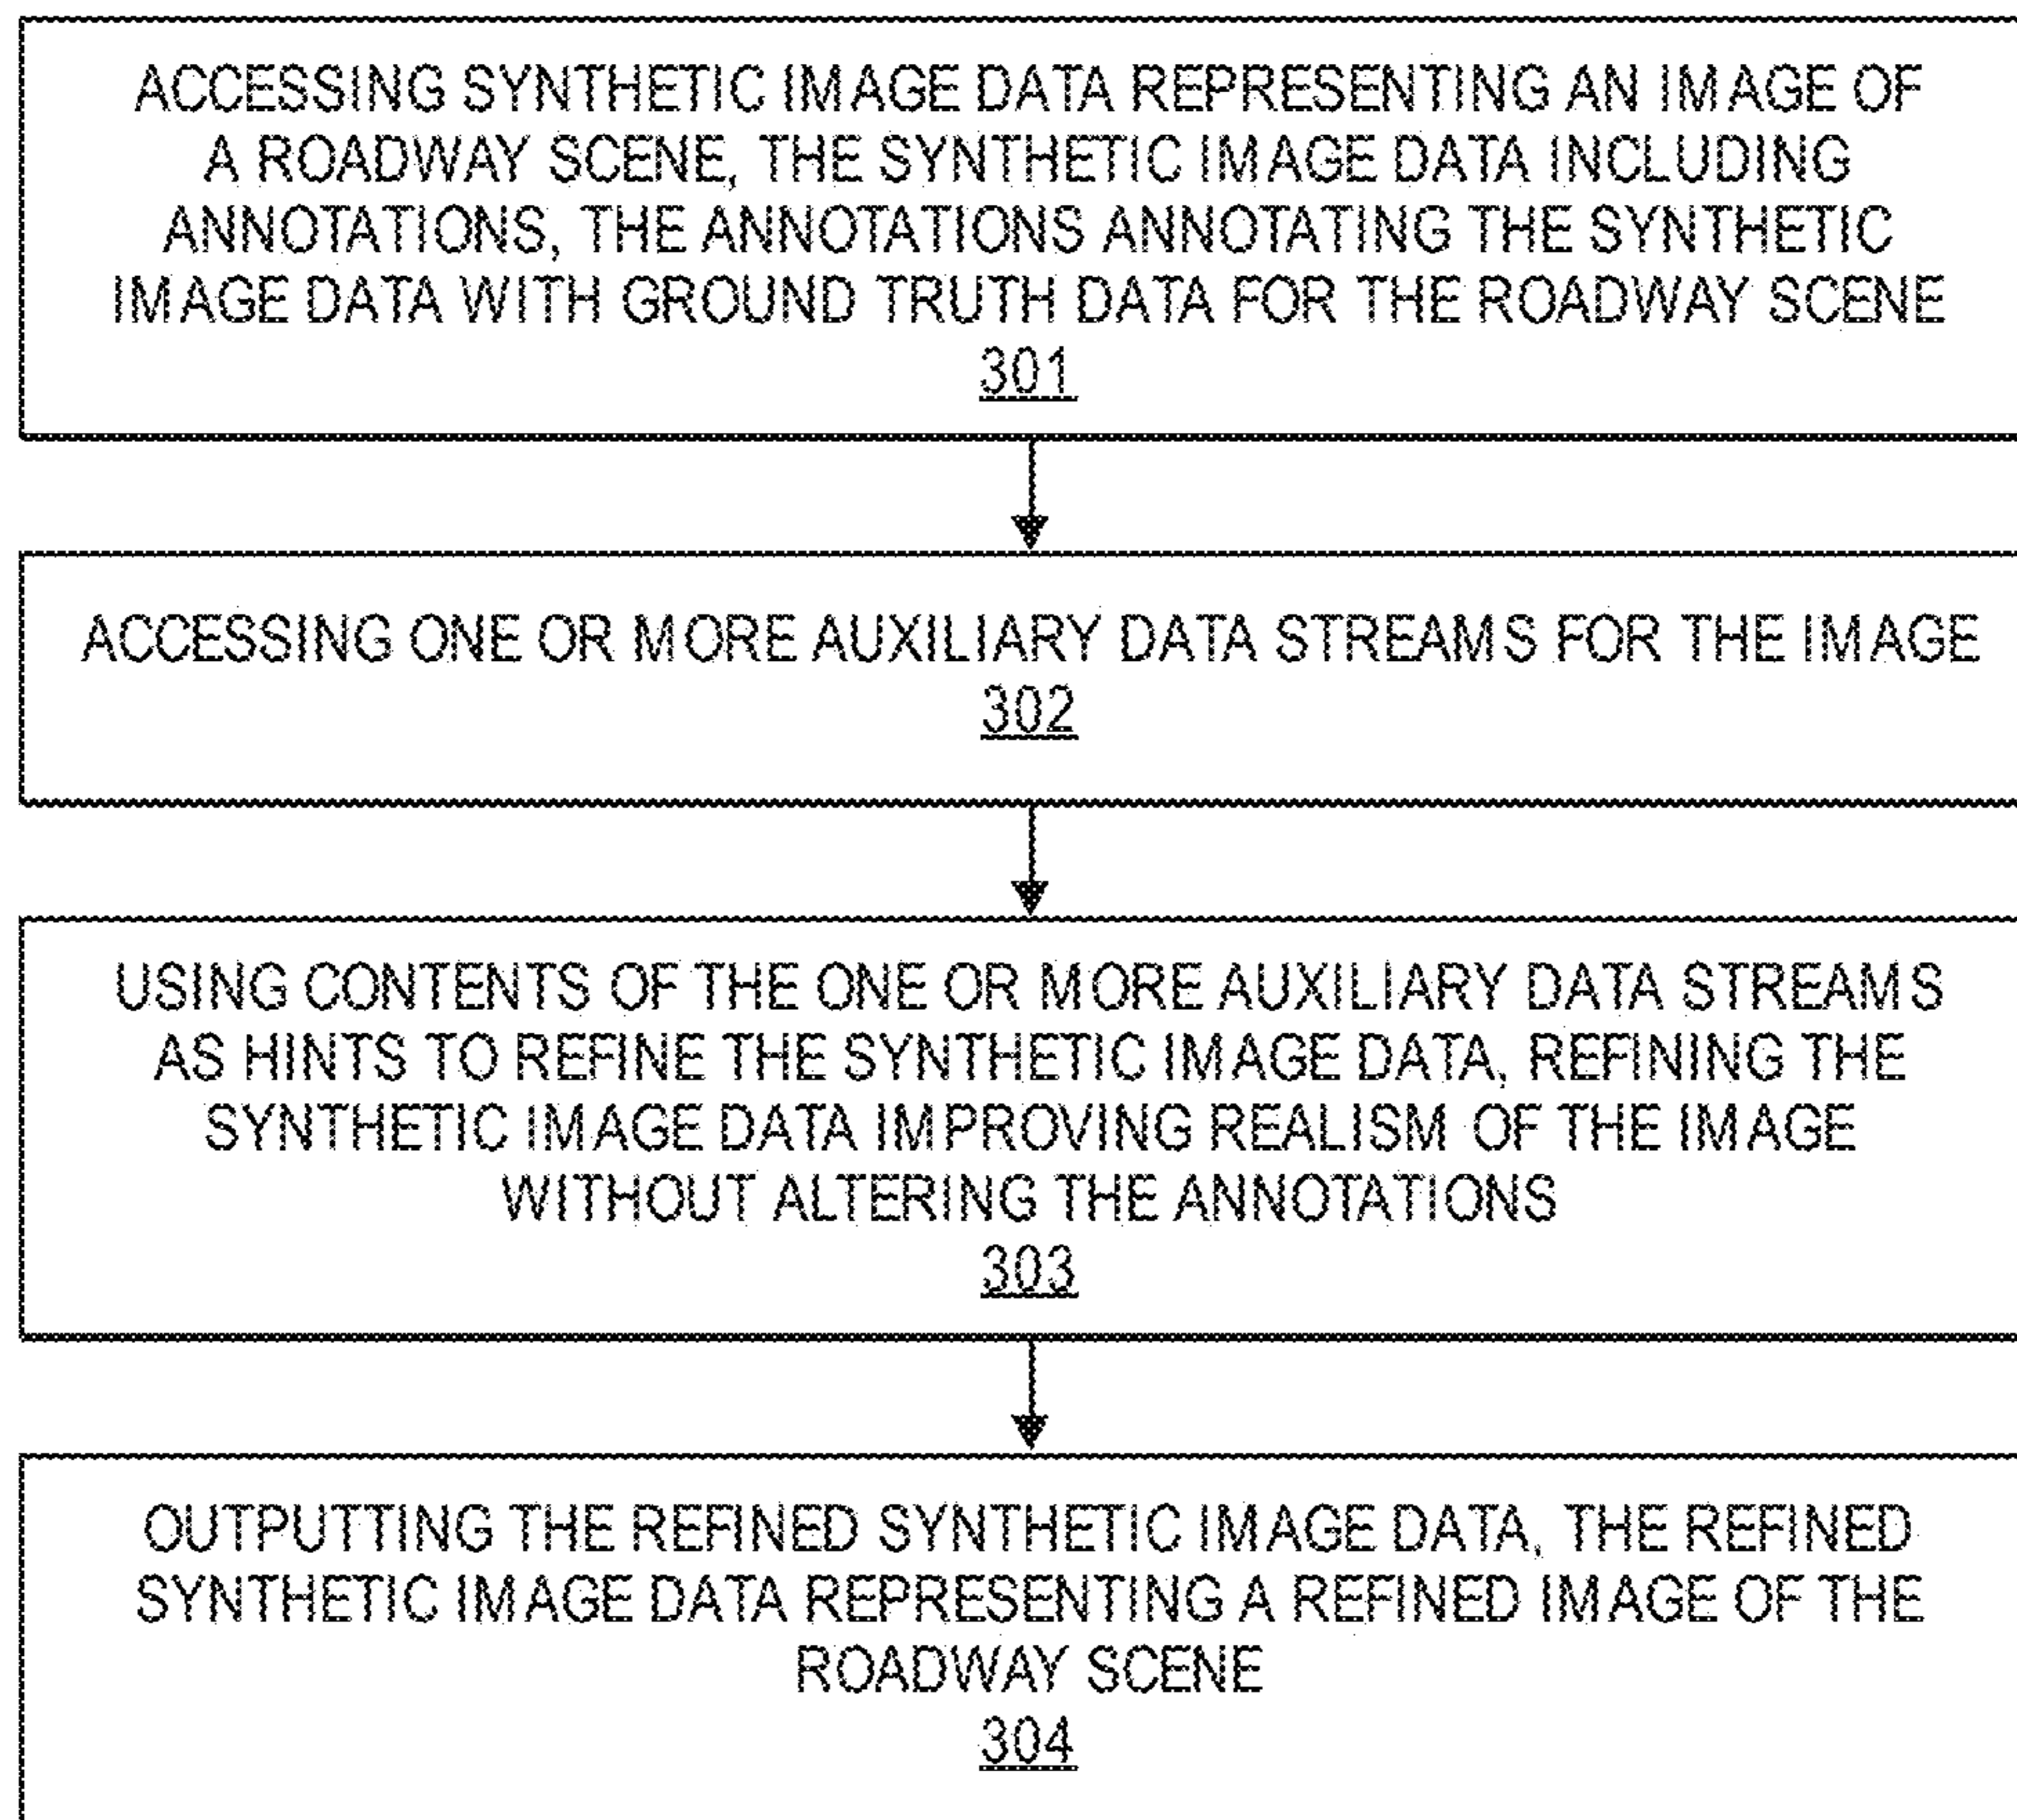 ACCESSING SYNTHETIC IMAGE DATA REPRESENTING AN IMAGE OF
A ROADWAY SCENE, THE SYNTHETIC IMAGE DATA INCLUDING
ANNOTATIONS, THE ANNOTATIONS ANNOTATING THE SYNTHETIC
IMAGE DATA WITH GROUND TRUTH DATA FOR THE ROADWAY SCENE
301
ACCESSING ONE OR MORE AUXILIARY DATA STREAMS FOR THE IMAGE
302
USING CONTENTS OF THE ONE OR MORE AUXILIARY DATA STREAMS
AS HINTS TO REFINE THE SYNTHETIC IMAGE DATA, REFINING THE
SYNTHETIC IMAGE DATA IMPROVING REALISM OF THE IMAGE
WITHOUT ALTERING THE ANNOTATIONS
303
OUTPUTTING THE REFINED SYNTHETIC IMAGE DATA, THE REFINED
SYNTHETIC IMAGE DATA REPRESENTING A REFINED IMAGE OF THE
ROADWAY SCENE
304